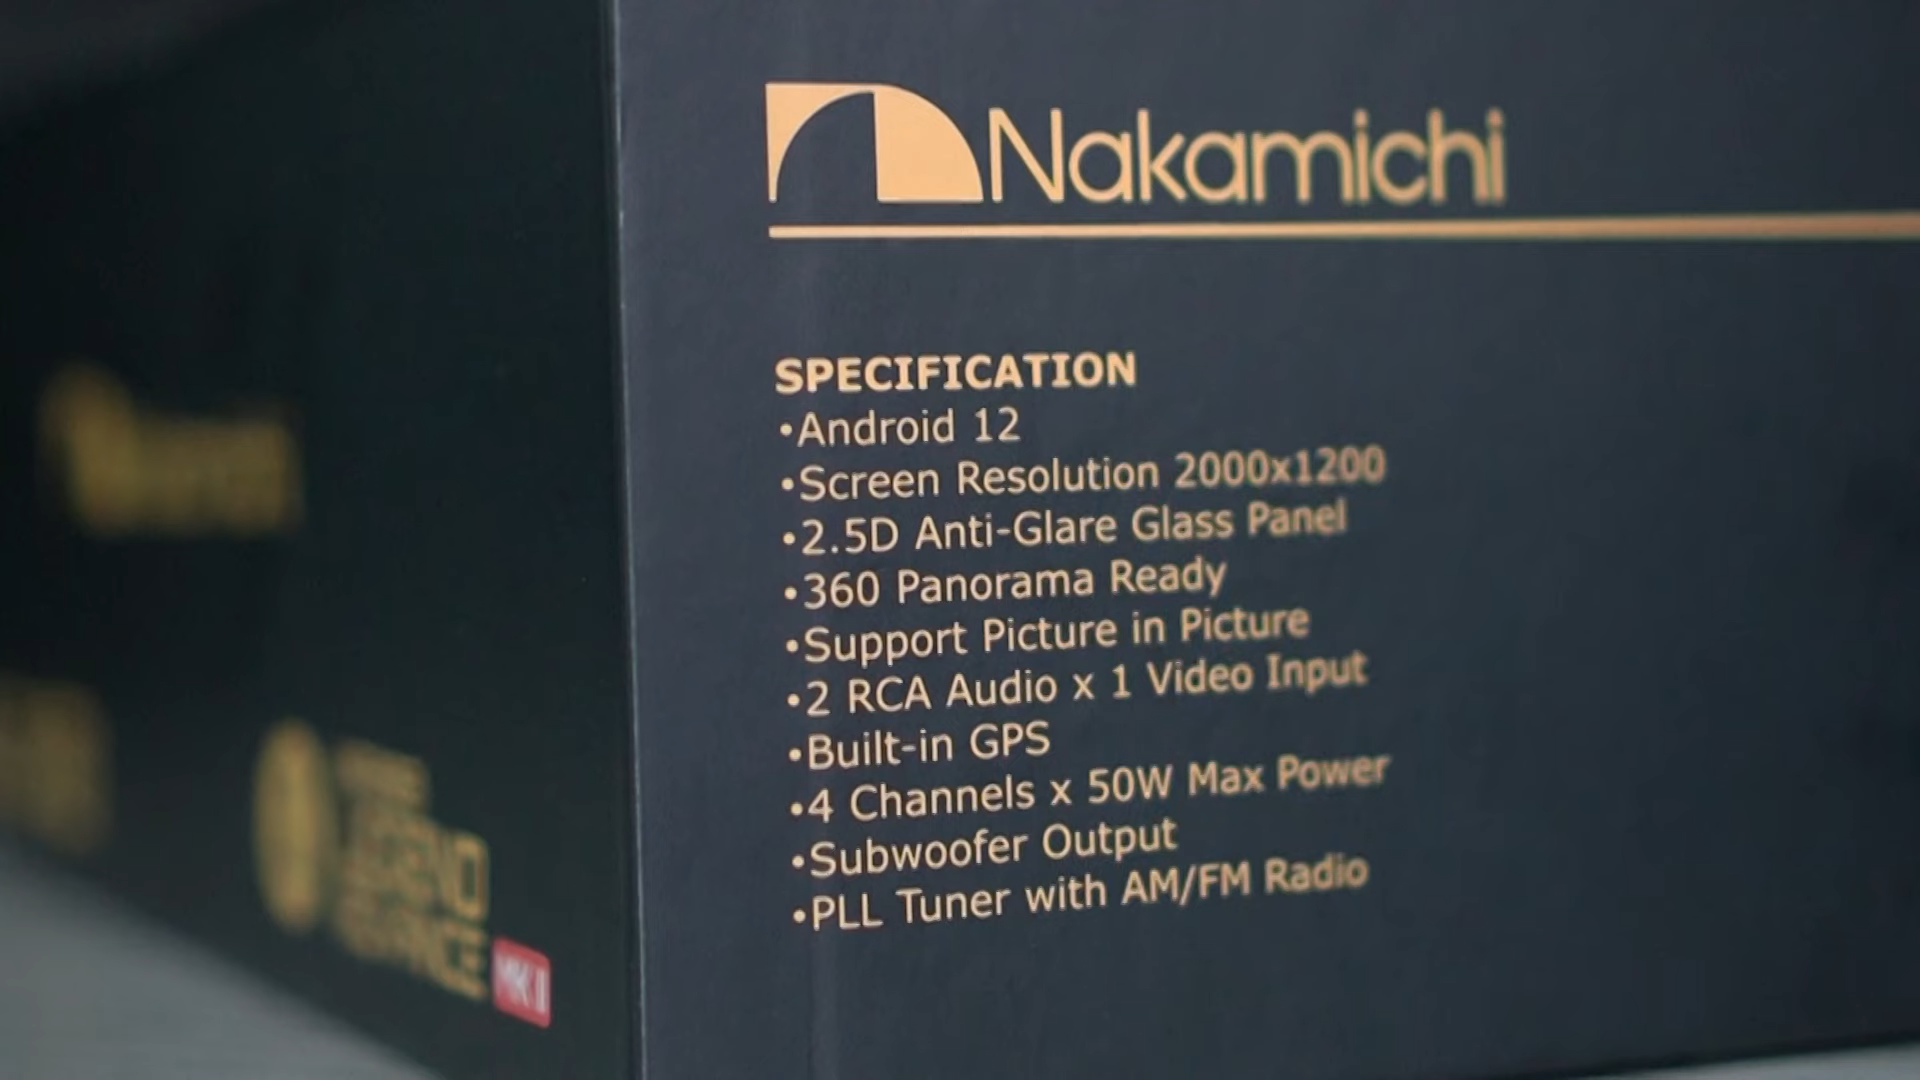 Nakamichi
SPECIFICATION
•Android 12
•Screen Resolution 2000x1200
•2.5D Anti-Glare Glass Panel
•360 Panorama Ready
•Support Picture in Picture
•2 RCA Audio x 1 Video Input
•Built-in GPS
•4 Channels x 50W Max Power
•Subwoofer Output
•PLL Tuner with AM/FM Radio
LEGEND